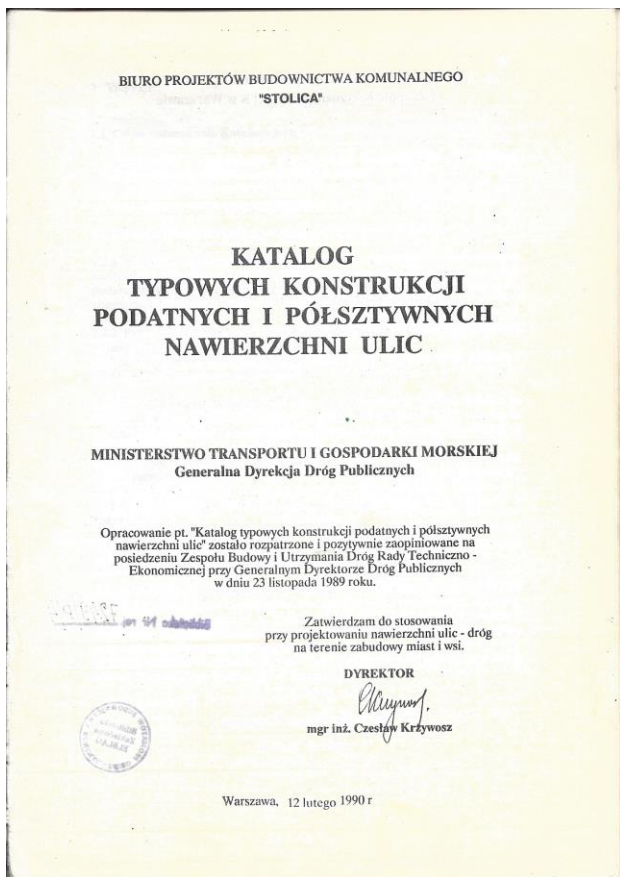 BIURO PROJEKTÓW BUDOWNICTWA KOMUNALNEGO
"STOLICA"
KATALOG
TYPOWYCH KONSTRUKCJI
PODATNYCH I PÓŁSZTYWNYCH
NAWIERZCHNI ULIC
MINISTERSTWO TRANSPORTU I GOSPODARKI MORSKIEJ
Generalna Dyrekcja Dróg Publicznych
Opracowanie pt. "Katalog typowych konstrukcji podatnych i półsztywnych
nawierzchni ulic" zostało rozpatrzone i pozytywnie zaopiniowane na
posiedzeniu Zespołu Budowy i Utrzymania Dróg Rady Techniczno -
Ekonomicznej przy Generalnym Dyrektorze Dróg Publicznych
w dniu 23 listopada 1989 roku.
Zatwierdzam do stosowania
przy projektowaniu nawierzchni ulic - dróg
na terenie zabudowy miast i wsi.
DYREKTOR
mgr inż. Czesław Krzywosz
Warszawa, 12 lutego 1990 r